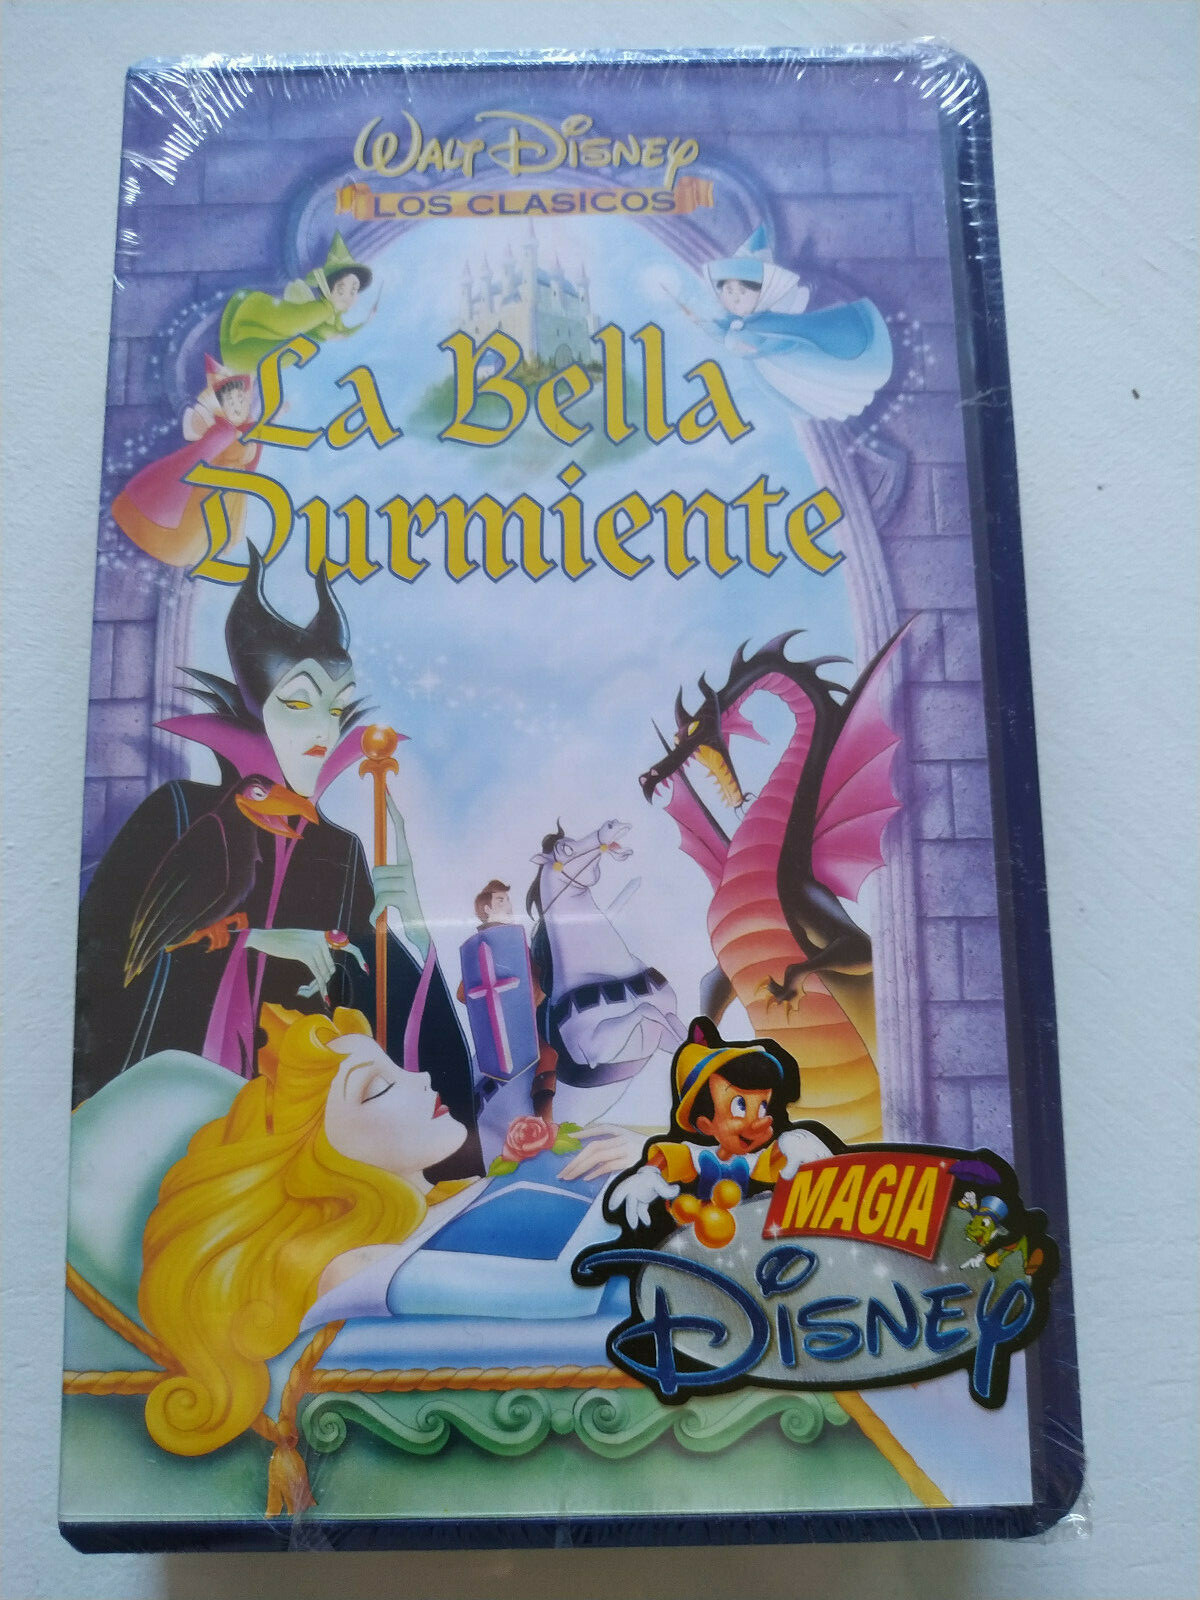 WALT DISNEY
LOS CLASICOS
La Bella
Durmiente
MAGIA
DISNEY